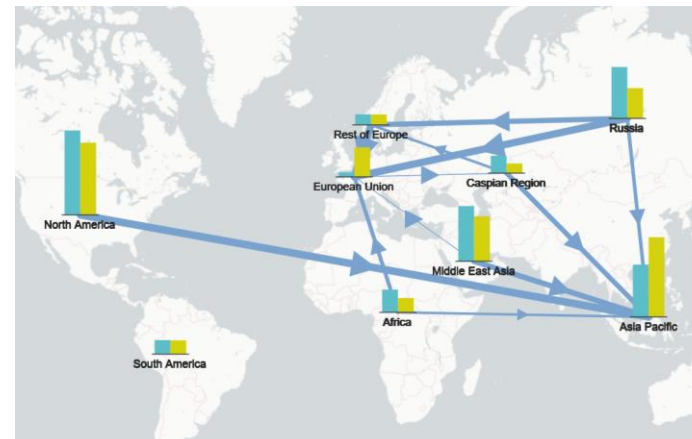 Rest of Europe
Russia
European Union
Caspian Region
North America
Middle East Asia
Africa
Asia Pacific
South America